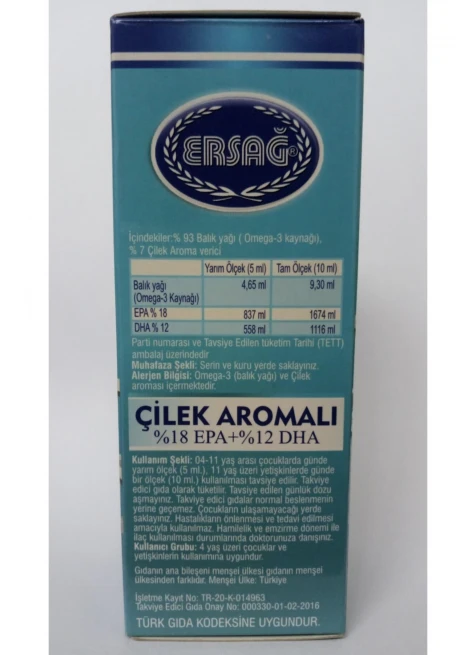 ERSAĞ®
İçindekiler:% 93 Balık yağı ( Omega-3 kaynağı),
% 7 Çilek Aroma verici
Yarım Ölçek (5 ml) Tam Ölçek (10 ml)
Balık yağı 4,65 ml 9,30 ml
(Omega-3 Kaynağı)
EPA % 18 837 ml 1674 ml
DHA % 12 558 ml 1116 ml
Parti numarası ve Tavsiye Edilen tüketim Tarihi (TETT)
ambalaj üzerindedir
Muhafaza Şekli: Serin ve kuru yerde saklayınız.
Alerjen Bilgisi: Omega-3 (balık yağı) ve Çilek
aroması içermektedir.
ÇİLEK AROMALI
%18 EPA+%12 DHA
Kullanım Şekli: 04-11 yaş arası çocuklarda günde
yarım ölçek (5 ml.), 11 yaş üzeri yetişkinlerde günde
bir ölçek (10 ml.) kullanılması tavsiye edilir. Takviye
edici gıda olarak tüketilir. Tavsiye edilen günlük dozu
aşmayınız. Takviye edici gıdalar normal beslenmenin
yerine geçemez. Çocukların ulaşamayacağı yerde
saklayınız. Hastalıkların önlenmesi ve tedavi edilmesi
amacıyla kullanılmaz. Hamilelik ve emzirme dönemi ile
ilaç kullanılması durumlarında doktorunuza danışınız.
Kullanıcı Grubu: 4 yaş üzeri çocuklar ve
yetişkinlerin kullanımına uygundur.
Gıdanın ana bileşeni menşei ülkesi gıdanın menşei
ülkesinden farklıdır. Menşei Ülke: Türkiye
İşletme Kayıt No: TR-20-K-014963
Takviye Edici Gıda Onay No: 000330-01-02-2016
TÜRK GIDA KODEKSİNE UYGUNDUR.